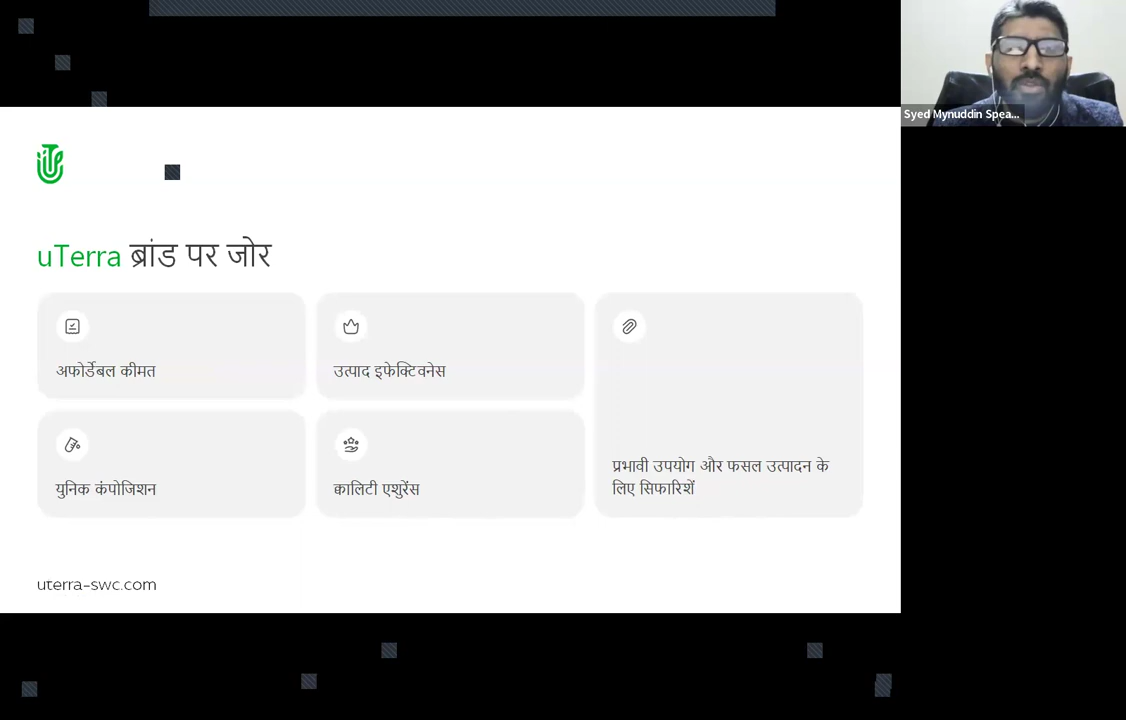 Syed Mynuddin Spea...
uTerra ब्रांड पर जोर
अफोर्डेबल कीमत
उत्पाद इफेक्टिवनेस
युनिक कंपोजिशन
क्वालिटी एशुरेंस
प्रभावी उपयोग और फसल उत्पादन के
लिए सिफारिशें
uterra-swc.com